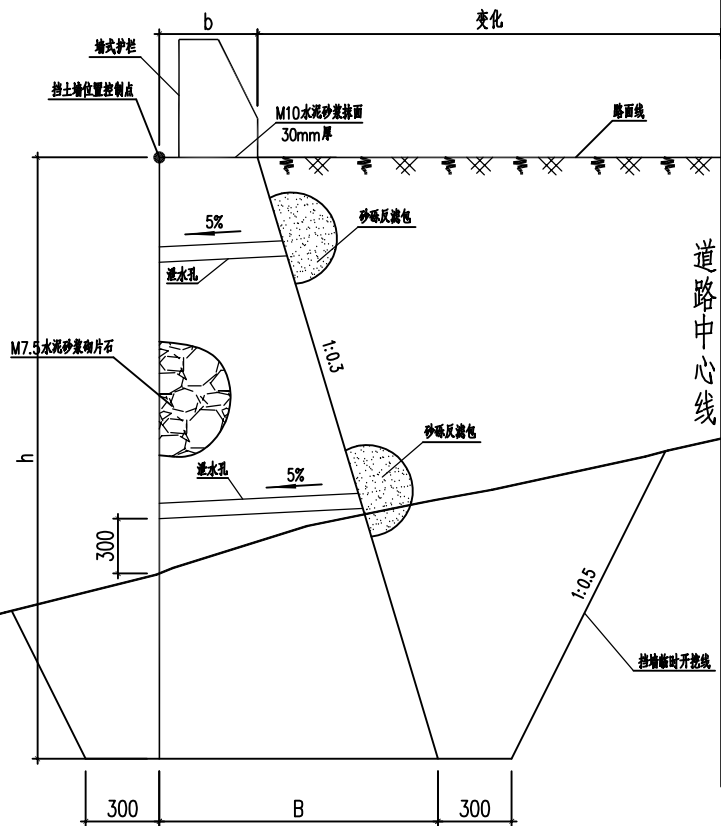 b
变化
墙式护栏
挡土墙位置控制点
M10水泥砂浆抹面
30mm厚
路面线
5%
砂砾反滤包
泄水孔
道路中心线
M7.5水泥砂浆砌片石
1:0.3
h
砂砾反滤包
泄水孔
5%
300
1:0.5
挡墙临时开挖线
300
B
300